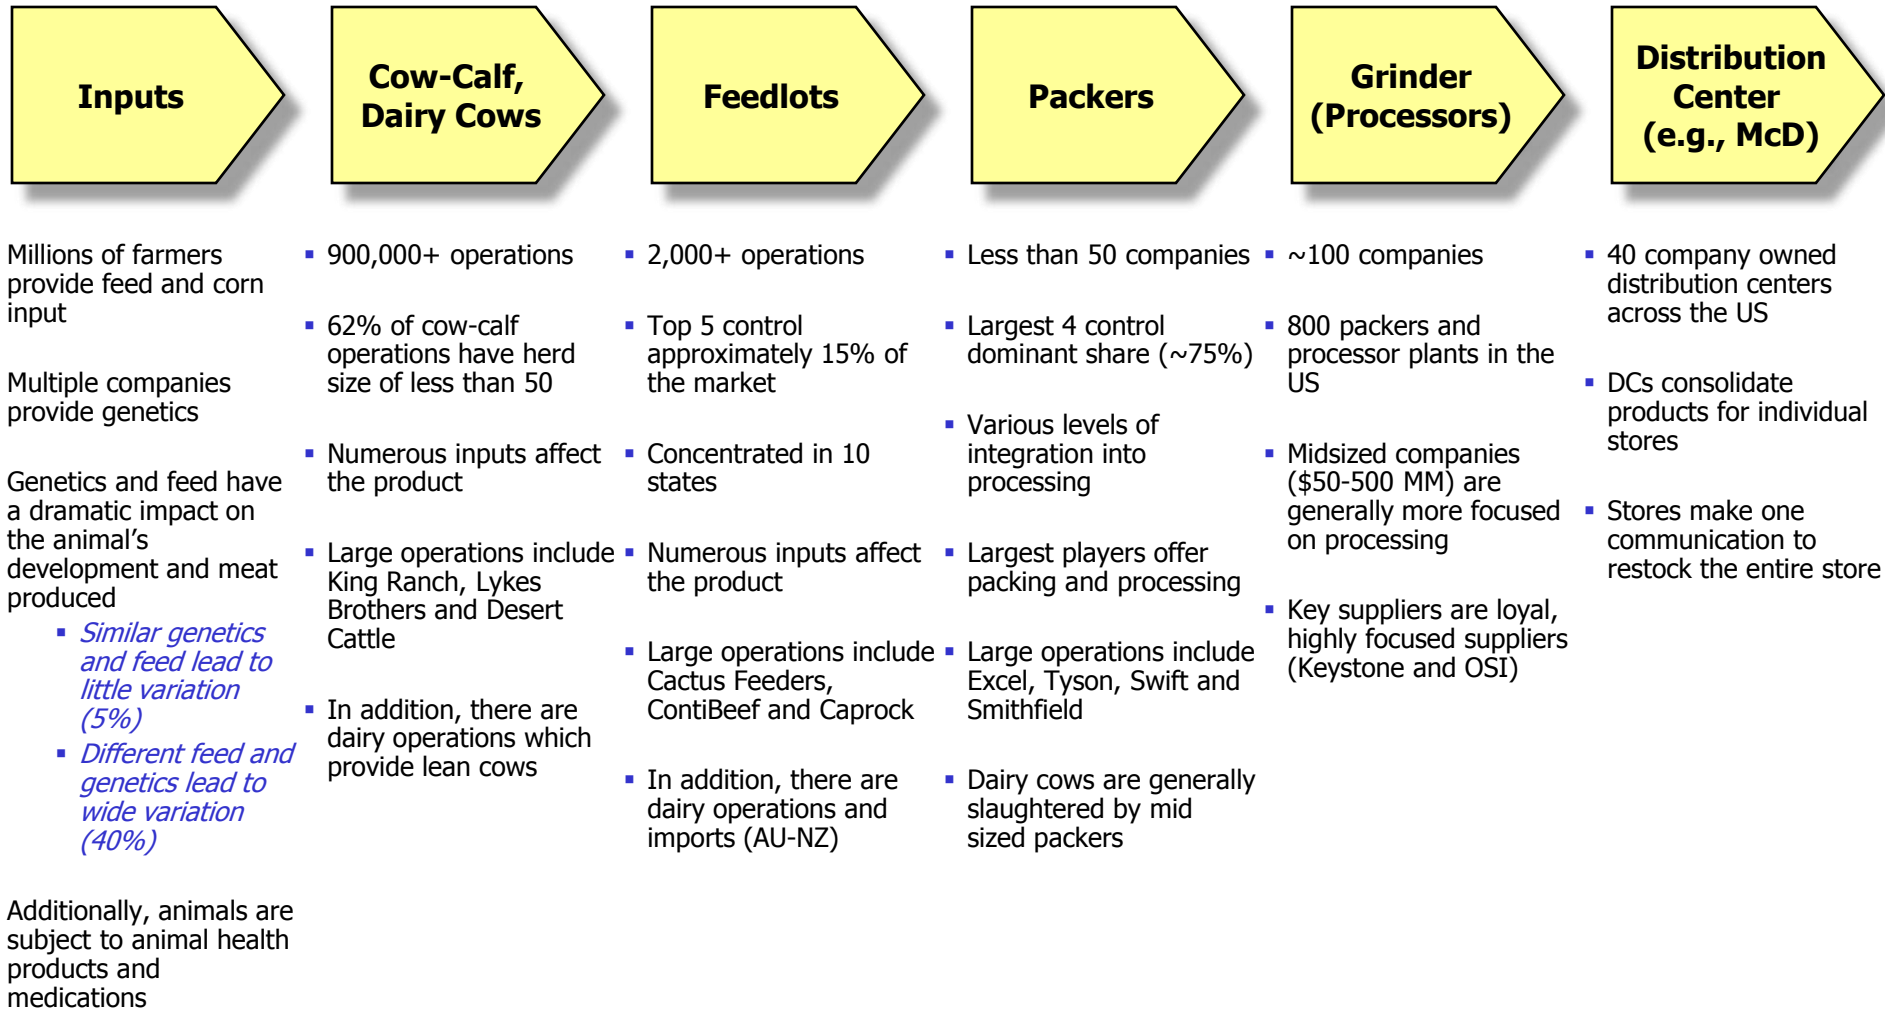 Inputs
Cow-Calf,
Dairy Cows
Feedlots
Packers
Grinder
(Processors)
Distribution
Center
(e.g., McD)
Millions of farmers
provide feed and corn
input
Multiple companies
provide genetics
Genetics and feed have
a dramatic impact on
the animal's
development and meat
produced
▪ Similar genetics
and feed lead to
little variation
(5%)
▪ Different feed and
genetics lead to
wide variation
(40%)
Additionally, animals are
subject to animal health
products and
medications
▪ 900,000+ operations
▪ 62% of cow-calf
operations have herd
size of less than 50
▪ Numerous inputs affect
the product
▪ Large operations include
King Ranch, Lykes
Brothers and Desert
Cattle
▪ In addition, there are
dairy operations which
provide lean cows
▪ 2,000+ operations
▪ Top 5 control
approximately 15% of
the market
▪ Concentrated in 10
states
▪ Numerous inputs affect
the product
▪ Large operations include
Cactus Feeders,
ContiBeef and Caprock
▪ In addition, there are
dairy operations and
imports (AU-NZ)
▪ Less than 50 companies
▪ Largest 4 control
dominant share (~75%)
▪ Various levels of
integration into
processing
▪ Largest players offer
packing and processing
▪ Large operations include
Excel, Tyson, Swift and
Smithfield
▪ Dairy cows are generally
slaughtered by mid
sized packers
▪ ~100 companies
▪ 800 packers and
processor plants in the
US
▪ Midsized companies
($50-500 MM) are
generally more focused
on processing
▪ Key suppliers are loyal,
highly focused suppliers
(Keystone and OSI)
▪ 40 company owned
distribution centers
across the US
▪ DCs consolidate
products for individual
stores
▪ Stores make one
communication to
restock the entire store